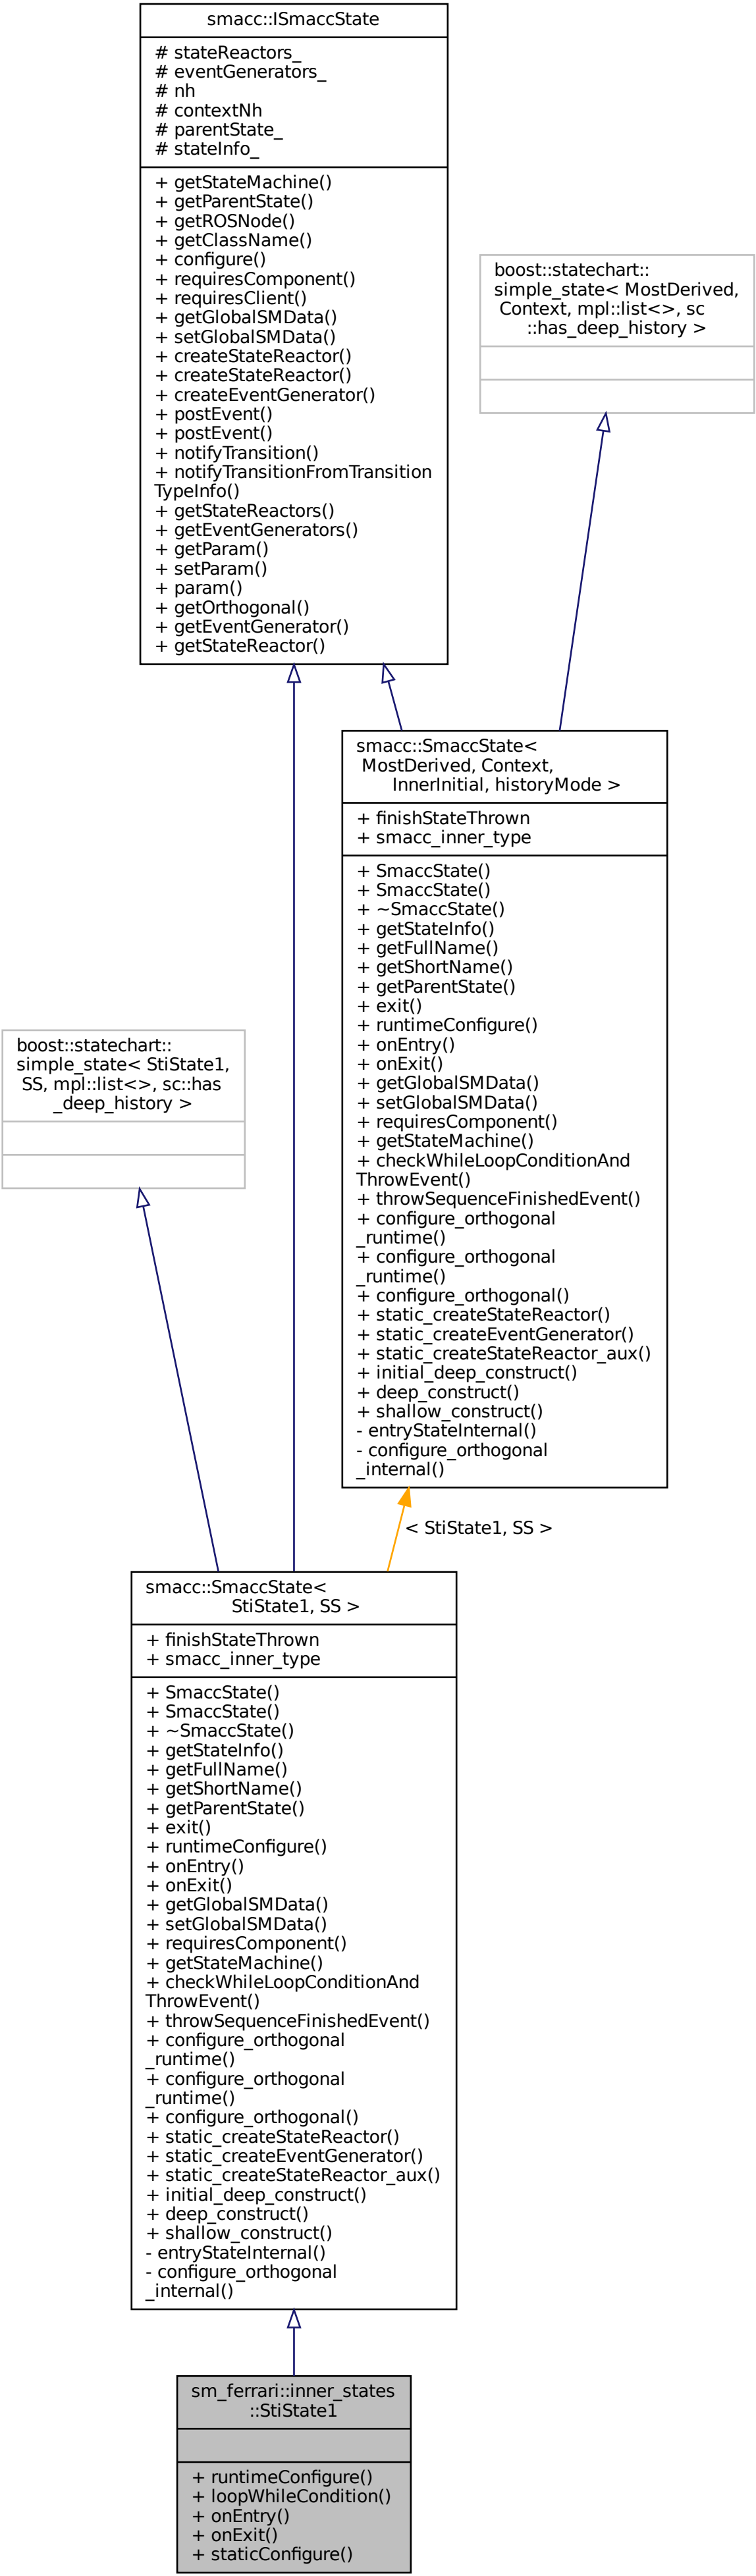 smacc::ISmaccState
# stateReactors_
# eventGenerators_
# nh
# contextNh
# parentState_
# stateInfo_
+ getStateMachine()
+ getParentState()
+ getROSNode()
+ getClassName()
+ configure()
+ requiresComponent()
+ requiresClient()
+ getGlobalSMData()
+ setGlobalSMData()
+ createStateReactor()
+ createStateReactor()
+ createEventGenerator()
+ postEvent()
+ postEvent()
+ notifyTransition()
+ notifyTransitionFromTransition
TypeInfo()
+ getStateReactors()
+ getEventGenerators()
+ getParam()
+ setParam()
+ param()
+ getOrthogonal()
+ getEventGenerator()
+ getStateReactor()
boost::statechart::
simple_state< MostDerived,
Context, mpl::list<>, sc
::has_deep_history >
smacc::SmaccState<
MostDerived, Context,
InnerInitial, historyMode >
+ finishStateThrown
+ smacc_inner_type
+ SmaccState()
+ SmaccState()
+ ~SmaccState()
+ getStateInfo()
+ getFullName()
+ getShortName()
+ getParentState()
+ exit()
+ runtimeConfigure()
+ onEntry()
+ onExit()
+ getGlobalSMData()
+ setGlobalSMData()
+ requiresComponent()
+ getStateMachine()
+ checkWhileLoopConditionAnd
ThrowEvent()
+ throwSequenceFinishedEvent()
+ configure_orthogonal
_runtime()
+ configure_orthogonal
_runtime()
+ configure_orthogonal()
+ static_createStateReactor()
+ static_createEventGenerator()
+ static_createStateReactor_aux()
+ initial_deep_construct()
+ deep_construct()
+ shallow_construct()
- entryStateInternal()
- configure_orthogonal
_internal()
boost::statechart::
simple_state< StiState1,
SS, mpl::list<>, sc::has
_deep_history >
< StiState1, SS >
smacc::SmaccState<
StiState1, SS >
+ finishStateThrown
+ smacc_inner_type
+ SmaccState()
+ SmaccState()
+ ~SmaccState()
+ getStateInfo()
+ getFullName()
+ getShortName()
+ getParentState()
+ exit()
+ runtimeConfigure()
+ onEntry()
+ onExit()
+ getGlobalSMData()
+ setGlobalSMData()
+ requiresComponent()
+ getStateMachine()
+ checkWhileLoopConditionAnd
ThrowEvent()
+ throwSequenceFinishedEvent()
+ configure_orthogonal
_runtime()
+ configure_orthogonal
_runtime()
+ configure_orthogonal()
+ static_createStateReactor()
+ static_createEventGenerator()
+ static_createStateReactor_aux()
+ initial_deep_construct()
+ deep_construct()
+ shallow_construct()
- entryStateInternal()
- configure_orthogonal
_internal()
sm_ferrari::inner_states
::StiState1
+ runtimeConfigure()
+ loopWhileCondition()
+ onEntry()
+ onExit()
+ staticConfigure()